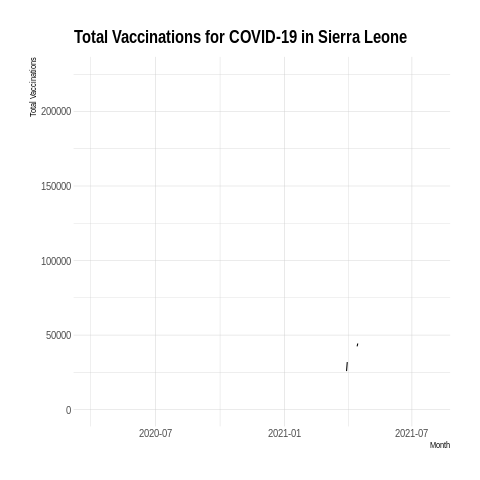 Total Vaccinations for COVID-19 in Sierra Leone
Total Vaccinations
200000
150000
100000
50000
0
2020-07 2021-01 2021-07
Month